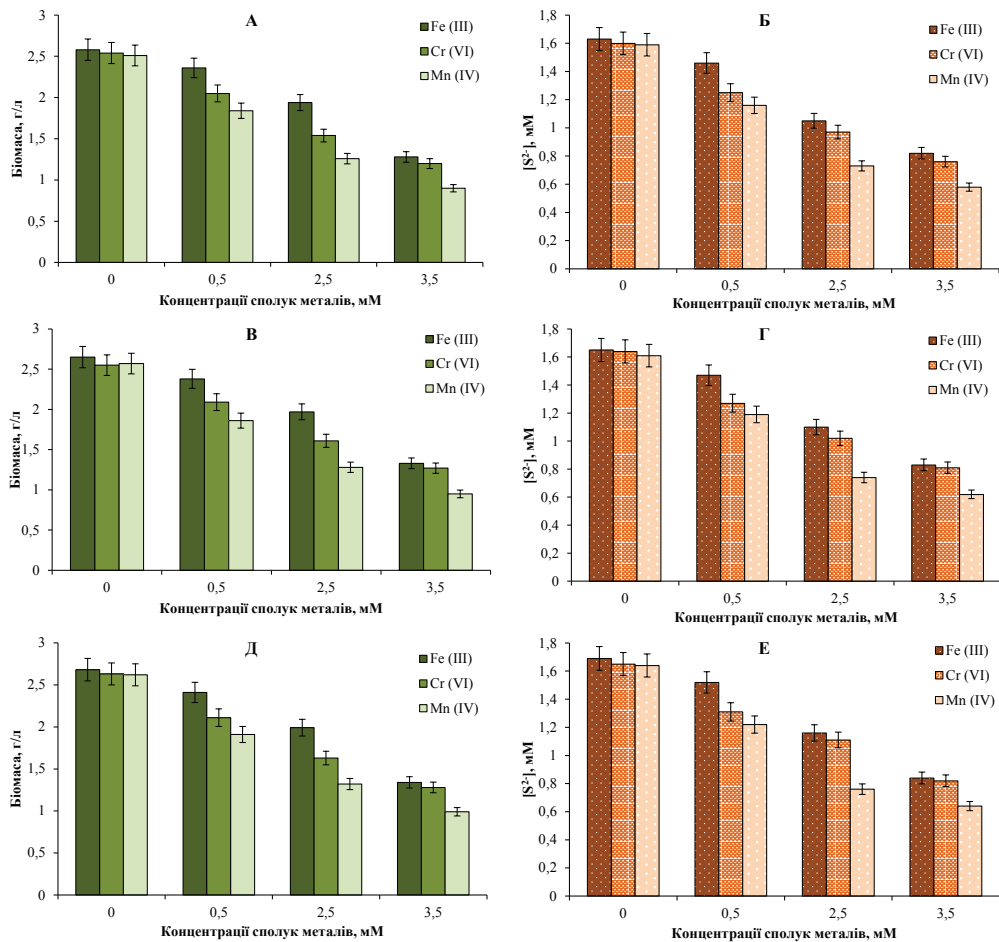 А
3
2,5
2
1,5
1
0,5
0
Біомаса, г/л
0
0,5
2,5
3,5
Концентрації сполук металів, мМ
Fe (III)
Cr (VI)
Mn (IV)
Б
1,8
1,6
1,4
1,2
1
0,8
0,6
0,4
0,2
0
[S²⁻], мМ
0
0,5
2,5
3,5
Концентрації сполук металів, мМ
Fe (III)
Cr (VI)
Mn (IV)
В
3
2,5
2
1,5
1
0,5
0
Біомаса, г/л
0
0,5
2,5
3,5
Концентрації сполук металів, мМ
Fe (III)
Cr (VI)
Mn (IV)
Г
1,8
1,6
1,4
1,2
1
0,8
0,6
0,4
0,2
0
[S²⁻], мМ
0
0,5
2,5
3,5
Концентрації сполук металів, мМ
Fe (III)
Cr (VI)
Mn (IV)
Д
3
2,5
2
1,5
1
0,5
0
Біомаса, г/л
0
0,5
2,5
3,5
Концентрації сполук металів, мМ
Fe (III)
Cr (VI)
Mn (IV)
Е
1,8
1,6
1,4
1,2
1
0,8
0,6
0,4
0,2
0
[S²⁻], мМ
0
0,5
2,5
3,5
Концентрації сполук металів, мМ
Fe (III)
Cr (VI)
Mn (IV)